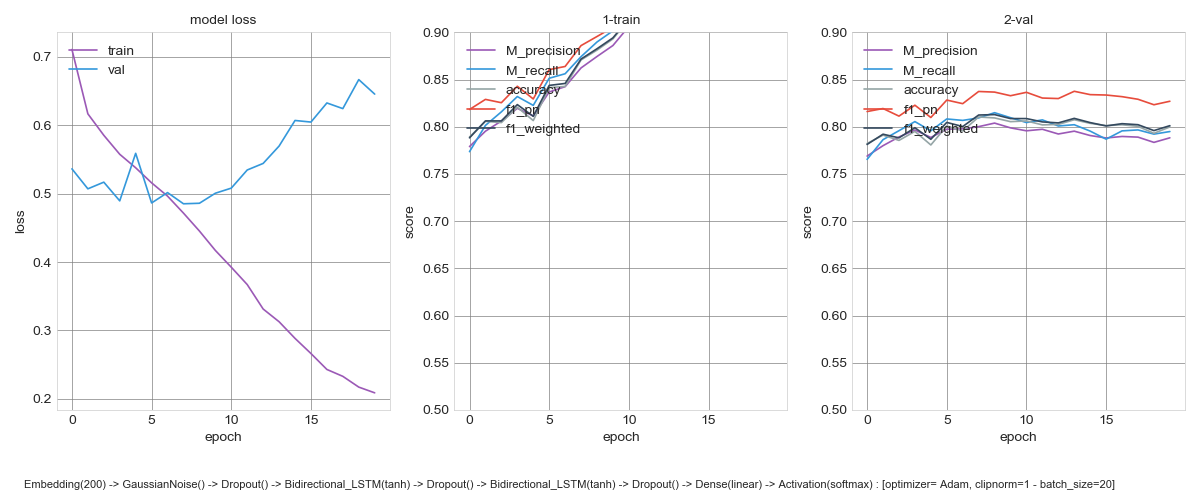 model loss
train
val
0.7
0.6
0.5
0.4
0.3
0.2
loss
0
5
10
15
epoch
1-train
M_precision
M_recall
accuracy
f1_pn
f1_weighted
0.90
0.85
0.80
0.75
0.70
0.65
0.60
0.55
0.50
score
0
5
10
15
epoch
2-val
M_precision
M_recall
accuracy
f1_pn
f1_weighted
0.90
0.85
0.80
0.75
0.70
0.65
0.60
0.55
0.50
score
0
5
10
15
epoch
Embedding(200) -> GaussianNoise() -> Dropout() -> Bidirectional_LSTM(tanh) -> Dropout() -> Bidirectional_LSTM(tanh) -> Dropout() -> Dense(linear) -> Activation(softmax) : [optimizer= Adam, clipnorm=1 - batch_size=20]